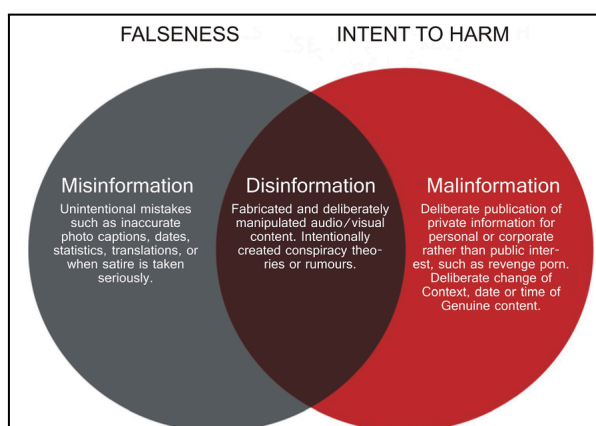 FALSENESS
INTENT TO HARM
Misinformation
Unintentional mistakes
such as inaccurate
photo captions, dates,
statistics, translations, or
when satire is taken
seriously.
Disinformation
Fabricated and deliberately
manipulated audio/visual
content. Intentionally
created conspiracy theo-
ries or rumours.
Malinformation
Deliberate publication of
private information for
personal or corporate
rather than public inter-
est, such as revenge porn.
Deliberate change of
Context, date or time of
Genuine content.